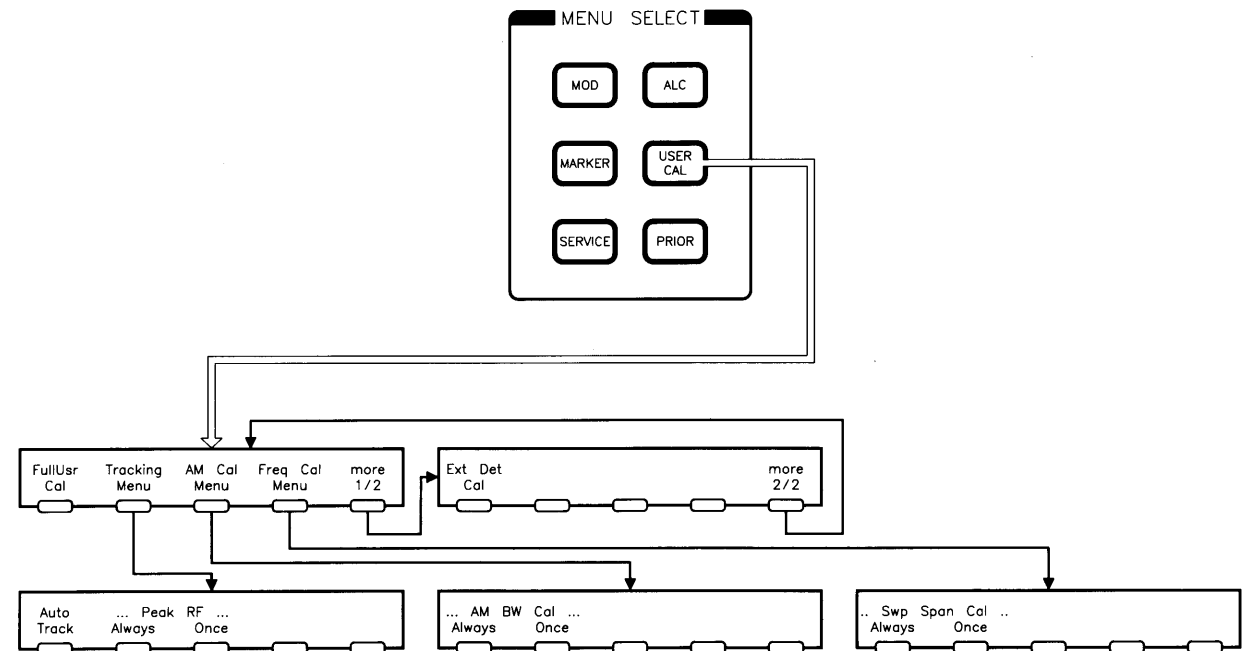 MENU SELECT
MOD ALC
MARKER USER
CAL
SERVICE PRIOR
FullUsr Tracking AM Cal Freq Cal more
Cal Menu Menu Menu 1/2
Ext Det more
Cal 2/2
Auto ... Peak RF ...
Track Always Once
... AM BW Cal ...
Always Once
.. Swp Span Cal ..
Always Once